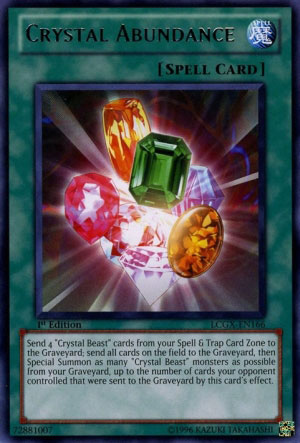 Crystal Abundance
SPELL
魔
[Spell Card]
1st Edition
LCGX-EN166
Send 4 "Crystal Beast" cards from your Spell & Trap Card Zone to
the Graveyard; send all cards on the field to the Graveyard, then
Special Summon as many "Crystal Beast" monsters as possible
from your Graveyard, up to the number of cards your opponent
controlled that were sent to the Graveyard by this card's effect.
72881007
©1996 KAZUKI TAKAHASHI